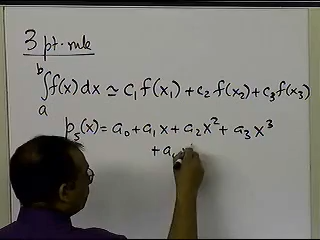 3 pt. rule
b
∫f(x)dx ≃ c₁f(x₁) + c₂f(x₂) + c₃f(x₃)
a
p₅(x) = a₀ + a₁x + a₂x² + a₃x³
+ a